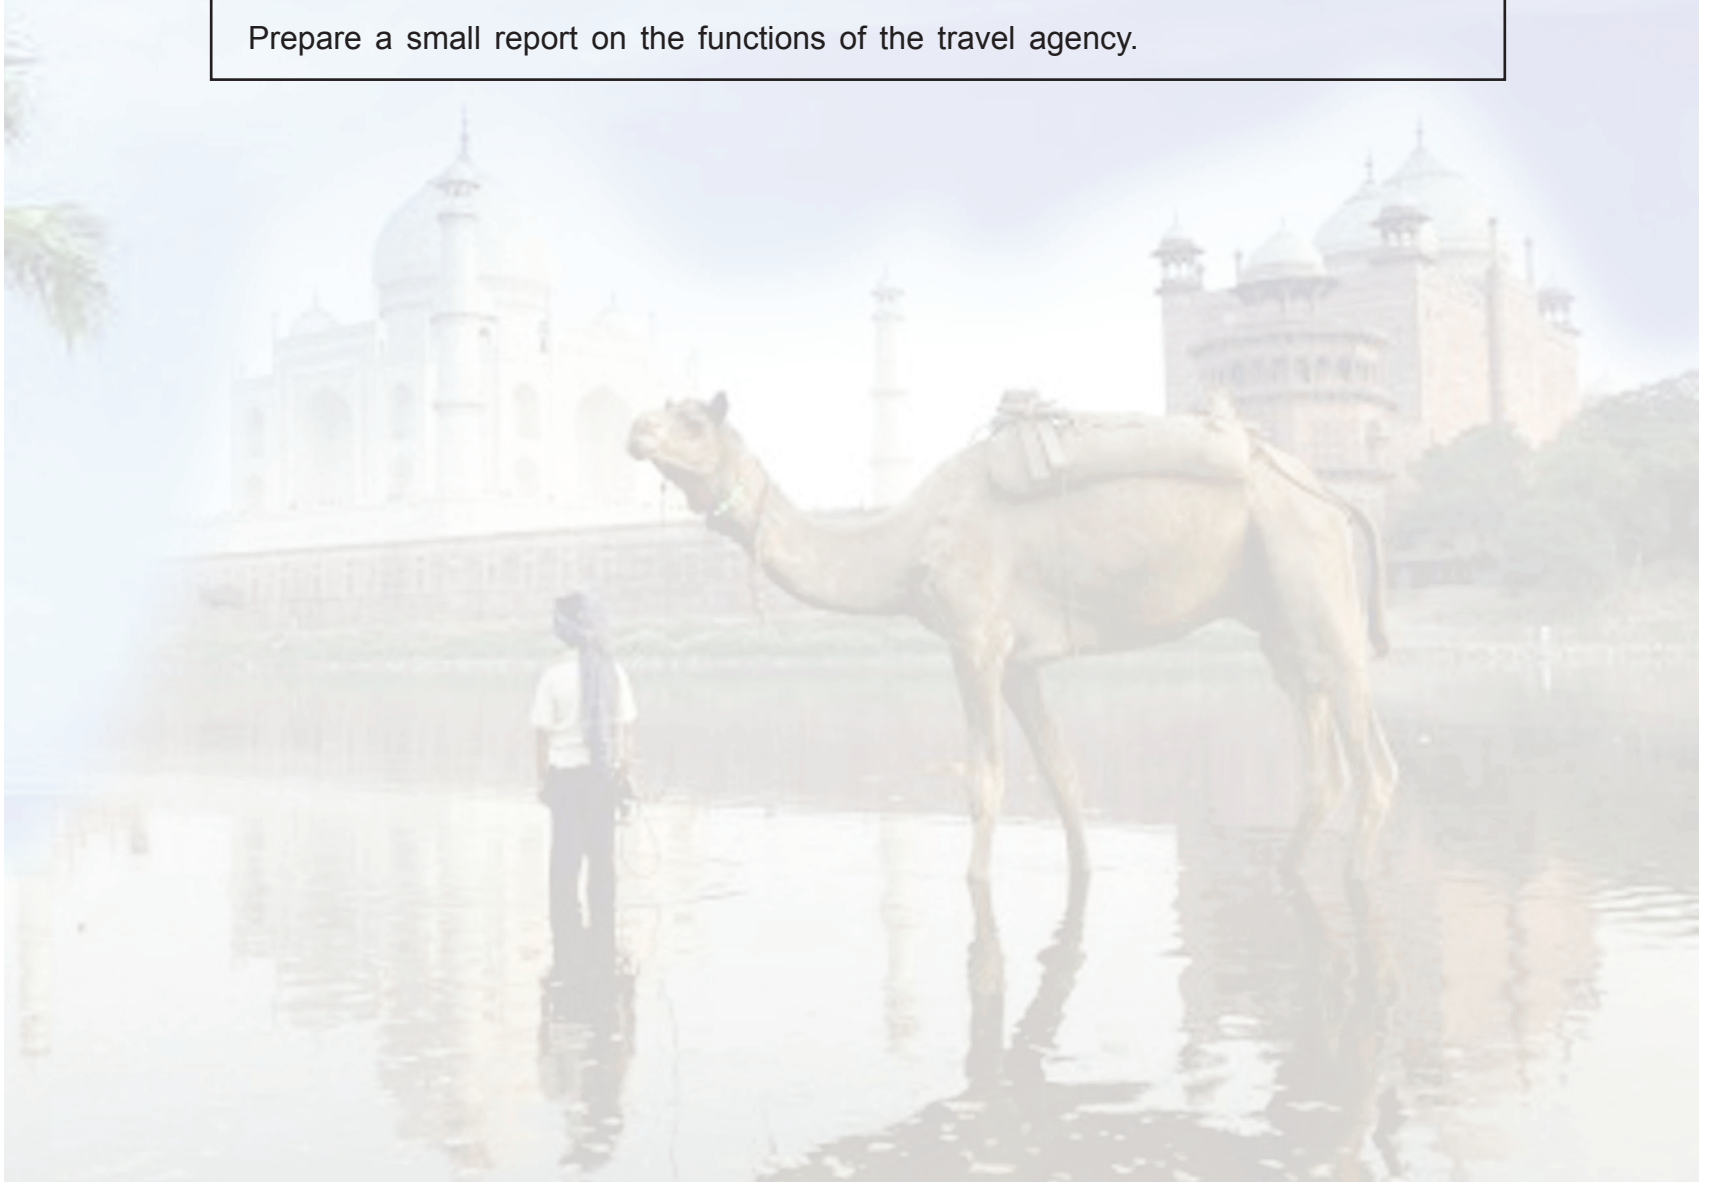 Prepare a small report on the functions of the travel agency.